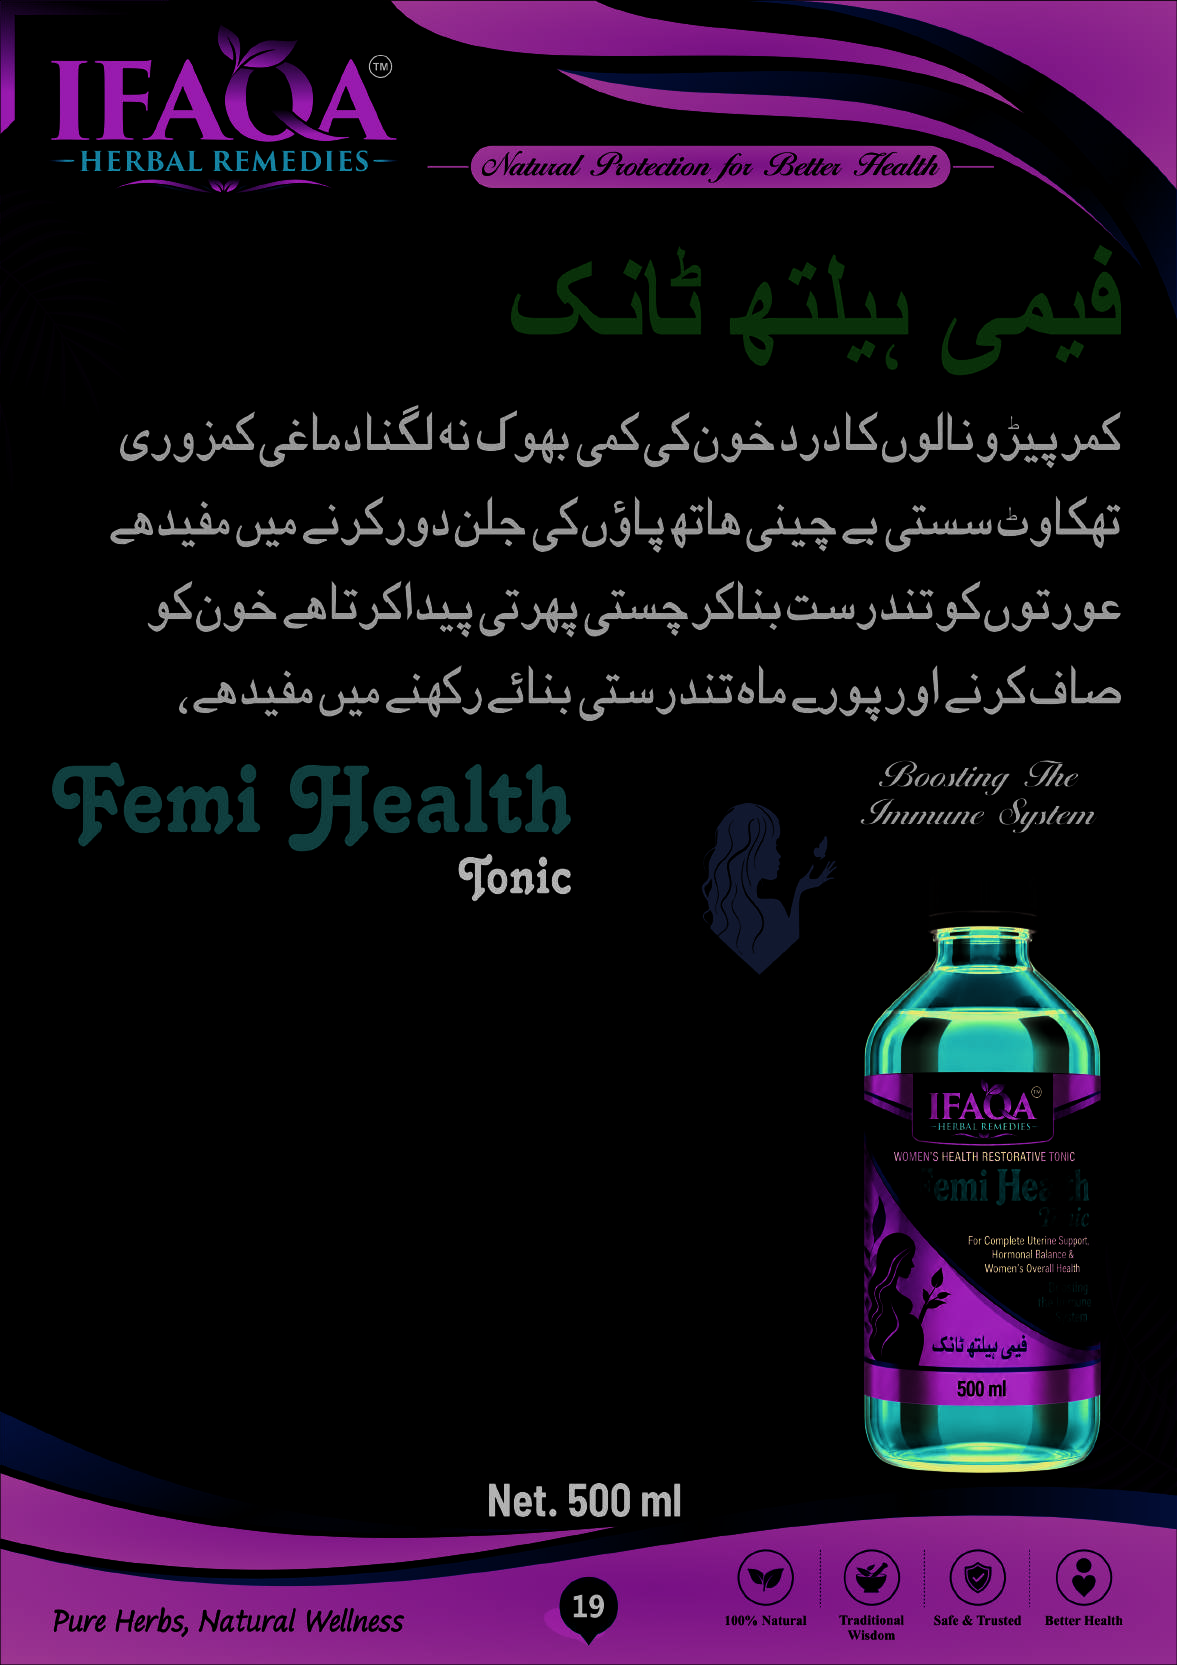 IFAQA
TM
HERBAL REMEDIES
Natural Protection for Better Health
فیمی ہیلتھ ٹانک
کمر پیڑو نالوں کا درد خون کی کمی بھوک نہ لگنا دماغی کمزوری
تھکاوٹ سستی بے چینی ھاتھ پاؤں کی جلن دور کرنے میں مفید ھے
عورتوں کو تندرست بنا کر چستی پھرتی پیدا کرتا ھے خون کو
صاف کرنے اور پورے ماہ تندرستی بنائے رکھنے میں مفید ھے،
Femi Health
Tonic
Boosting The
Immune System
IFAQA
TM
HERBAL REMEDIES
WOMEN'S HEALTH RESTORATIVE TONIC
Femi Health
Tonic
For Complete Uterine Support,
Hormonal Balance &
Women's Overall Health
فیمی ہیلتھ ٹانک
500 ml
Net. 500 ml
Pure Herbs, Natural Wellness
19
100% Natural
Traditional
Wisdom
Safe & Trusted
Better Health